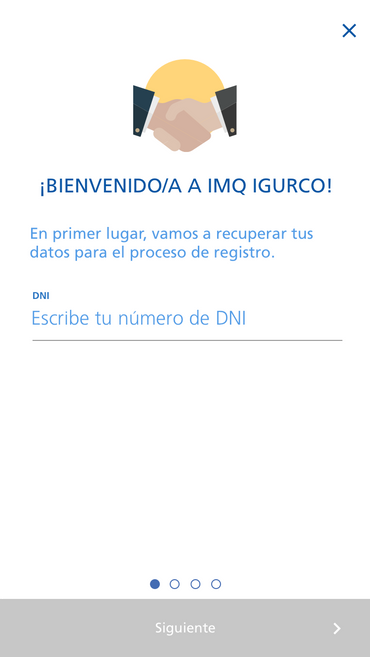 ¡BIENVENIDO/A A IMQ IGURCO!
En primer lugar, vamos a recuperar tus
datos para el proceso de registro.
DNI
Escribe tu número de DNI
Siguiente